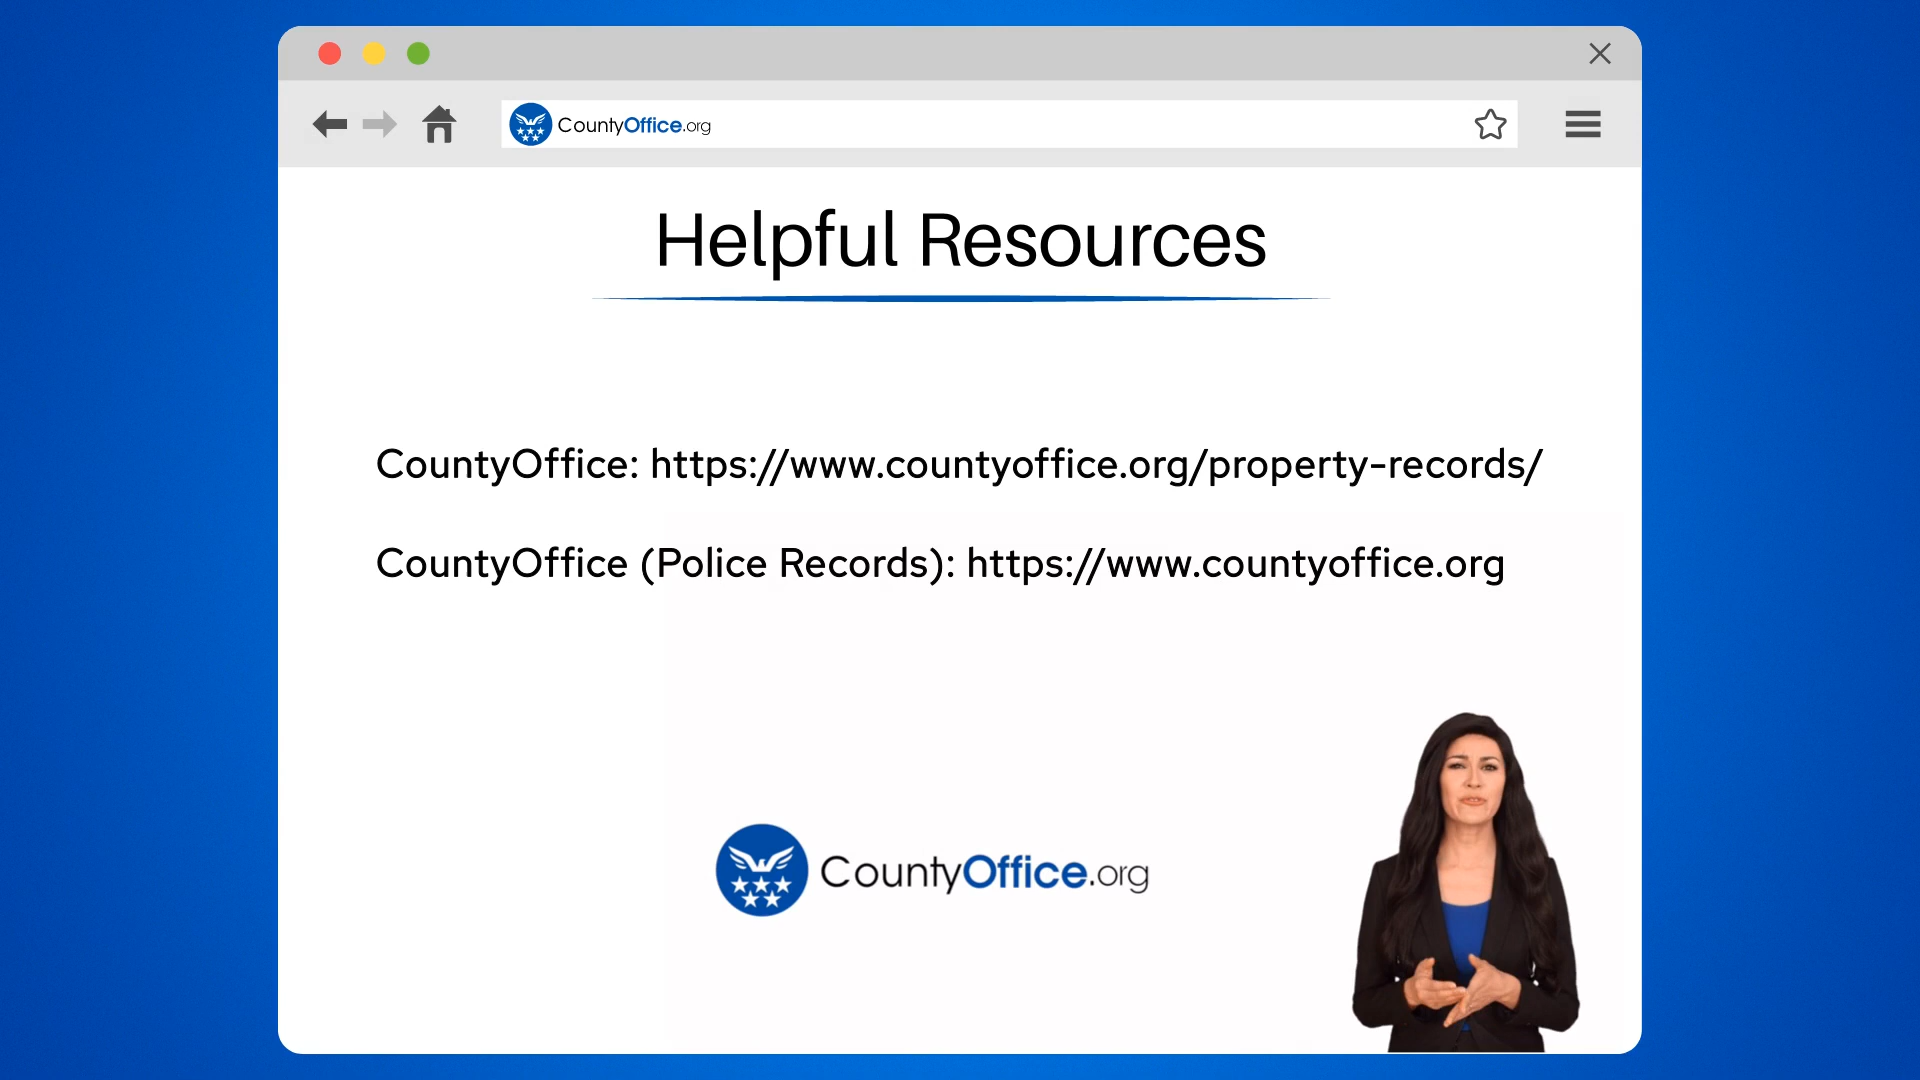 CountyOffice.org
Helpful Resources
CountyOffice: https://www.countyoffice.org/property-records/
CountyOffice (Police Records): https://www.countyoffice.org
CountyOffice.org